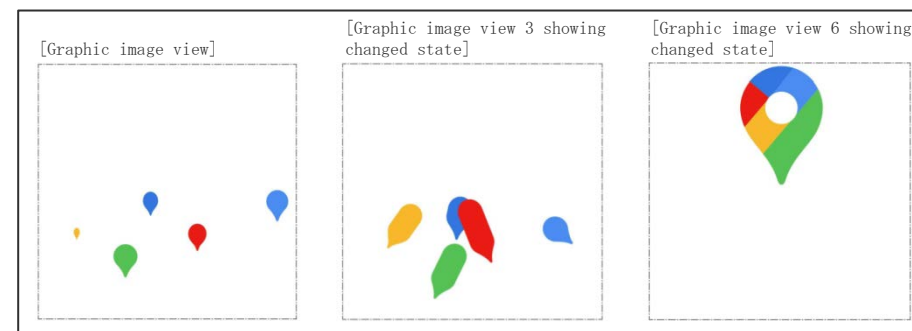 [Graphic image view]
[Graphic image view 3 showing
changed state]
[Graphic image view 6 showing
changed state]